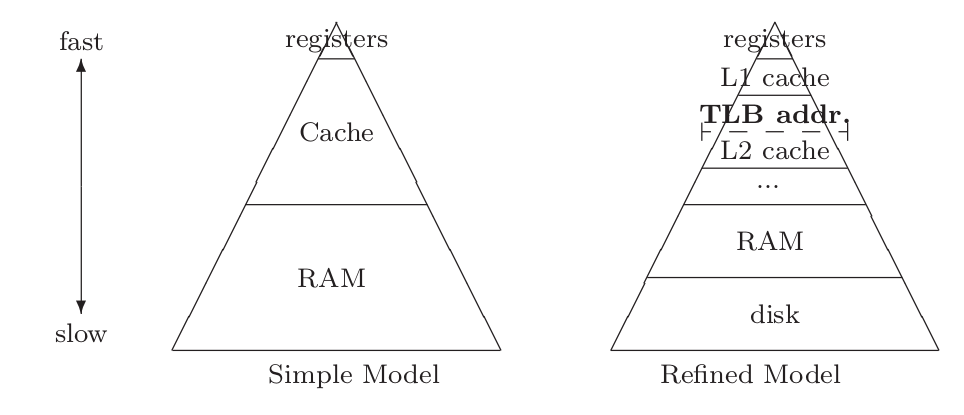 fast
slow
registers
Cache
RAM
Simple Model
registers
L1 cache
TLB addr.
L2 cache
...
RAM
disk
Refined Model